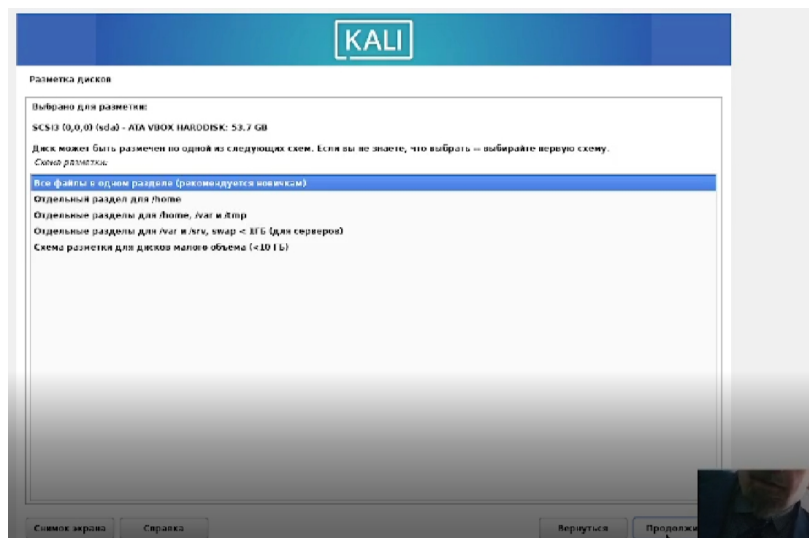 KALI
Разметка дисков
Выбрано для разметки:
SCSI3 (0,0,0) (sda) - ATA VBOX HARDDISK: 53.7 GB
Диск может быть размечен по одной из следующих схем. Если вы не знаете, что выбрать -- выбирайте первую схему.
Схема разметки:
Все файлы в одном разделе (рекомендуется новичкам)
Отдельный раздел для /home
Отдельные разделы для /home, /var и /tmp
Отдельные разделы для /var и /srv, swap < 1ГБ (для серверов)
Схема разметки для дисков малого объема (<10 ГБ)
Снимок экрана Справка Вернуться Продолжи